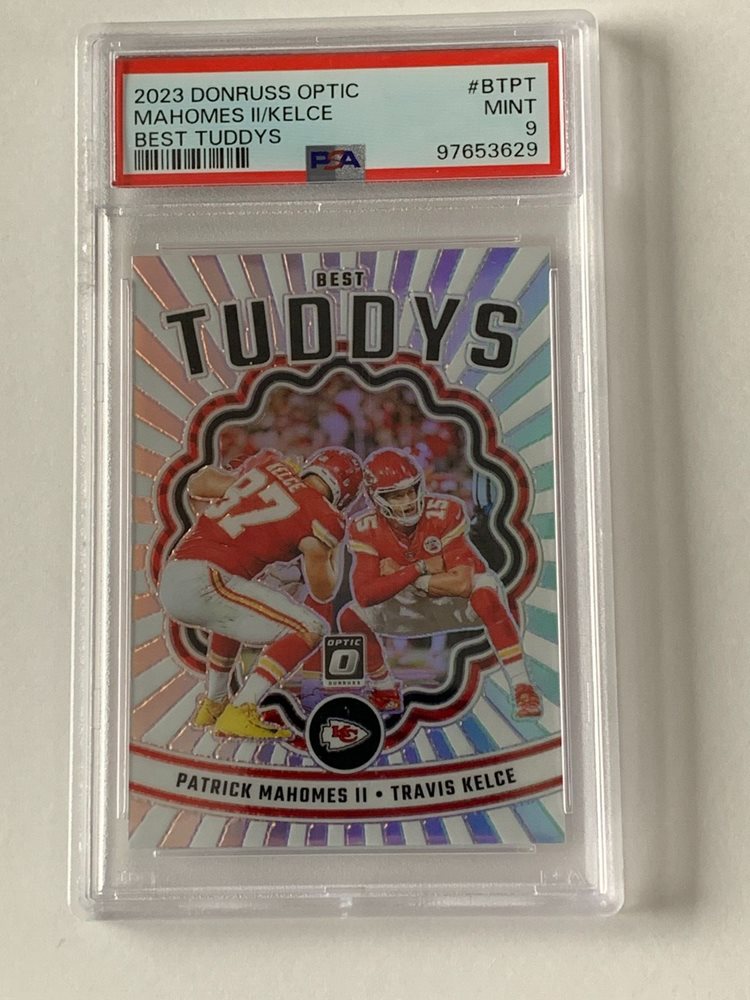 2023 DONRUSS OPTIC #BTPT
MAHOMES II/KELCE MINT
BEST TUDDYS 9
PSA 97653629
BEST
TUDDYS
KELCE
87
15
OPTIC
O
DONRUSS
KC
PATRICK MAHOMES II • TRAVIS KELCE